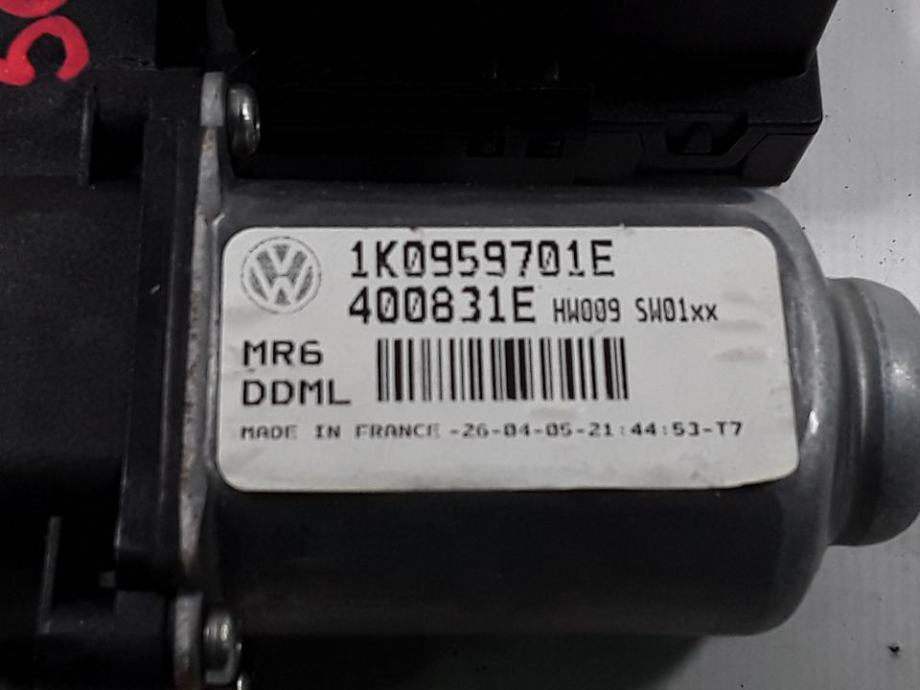 1K0959701E
400831E HW009 SW01xx
MR6
DDML
MADE IN FRANCE -26-04-05-21:44:53-T7